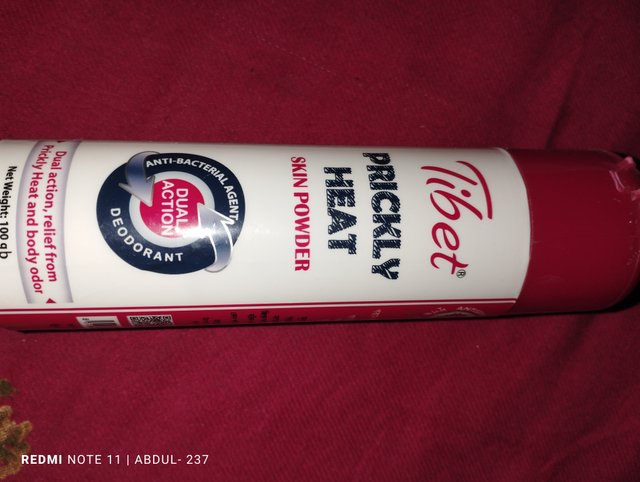 Tibet®
PRICKLY
HEAT
SKIN POWDER
ANTI-BACTERIAL AGENT
DUAL
ACTION
DEODORANT
Dual action, relief from
Prickly Heat and body odor
Net Weight: 100 g
REDMI NOTE 11 | ABDUL- 237